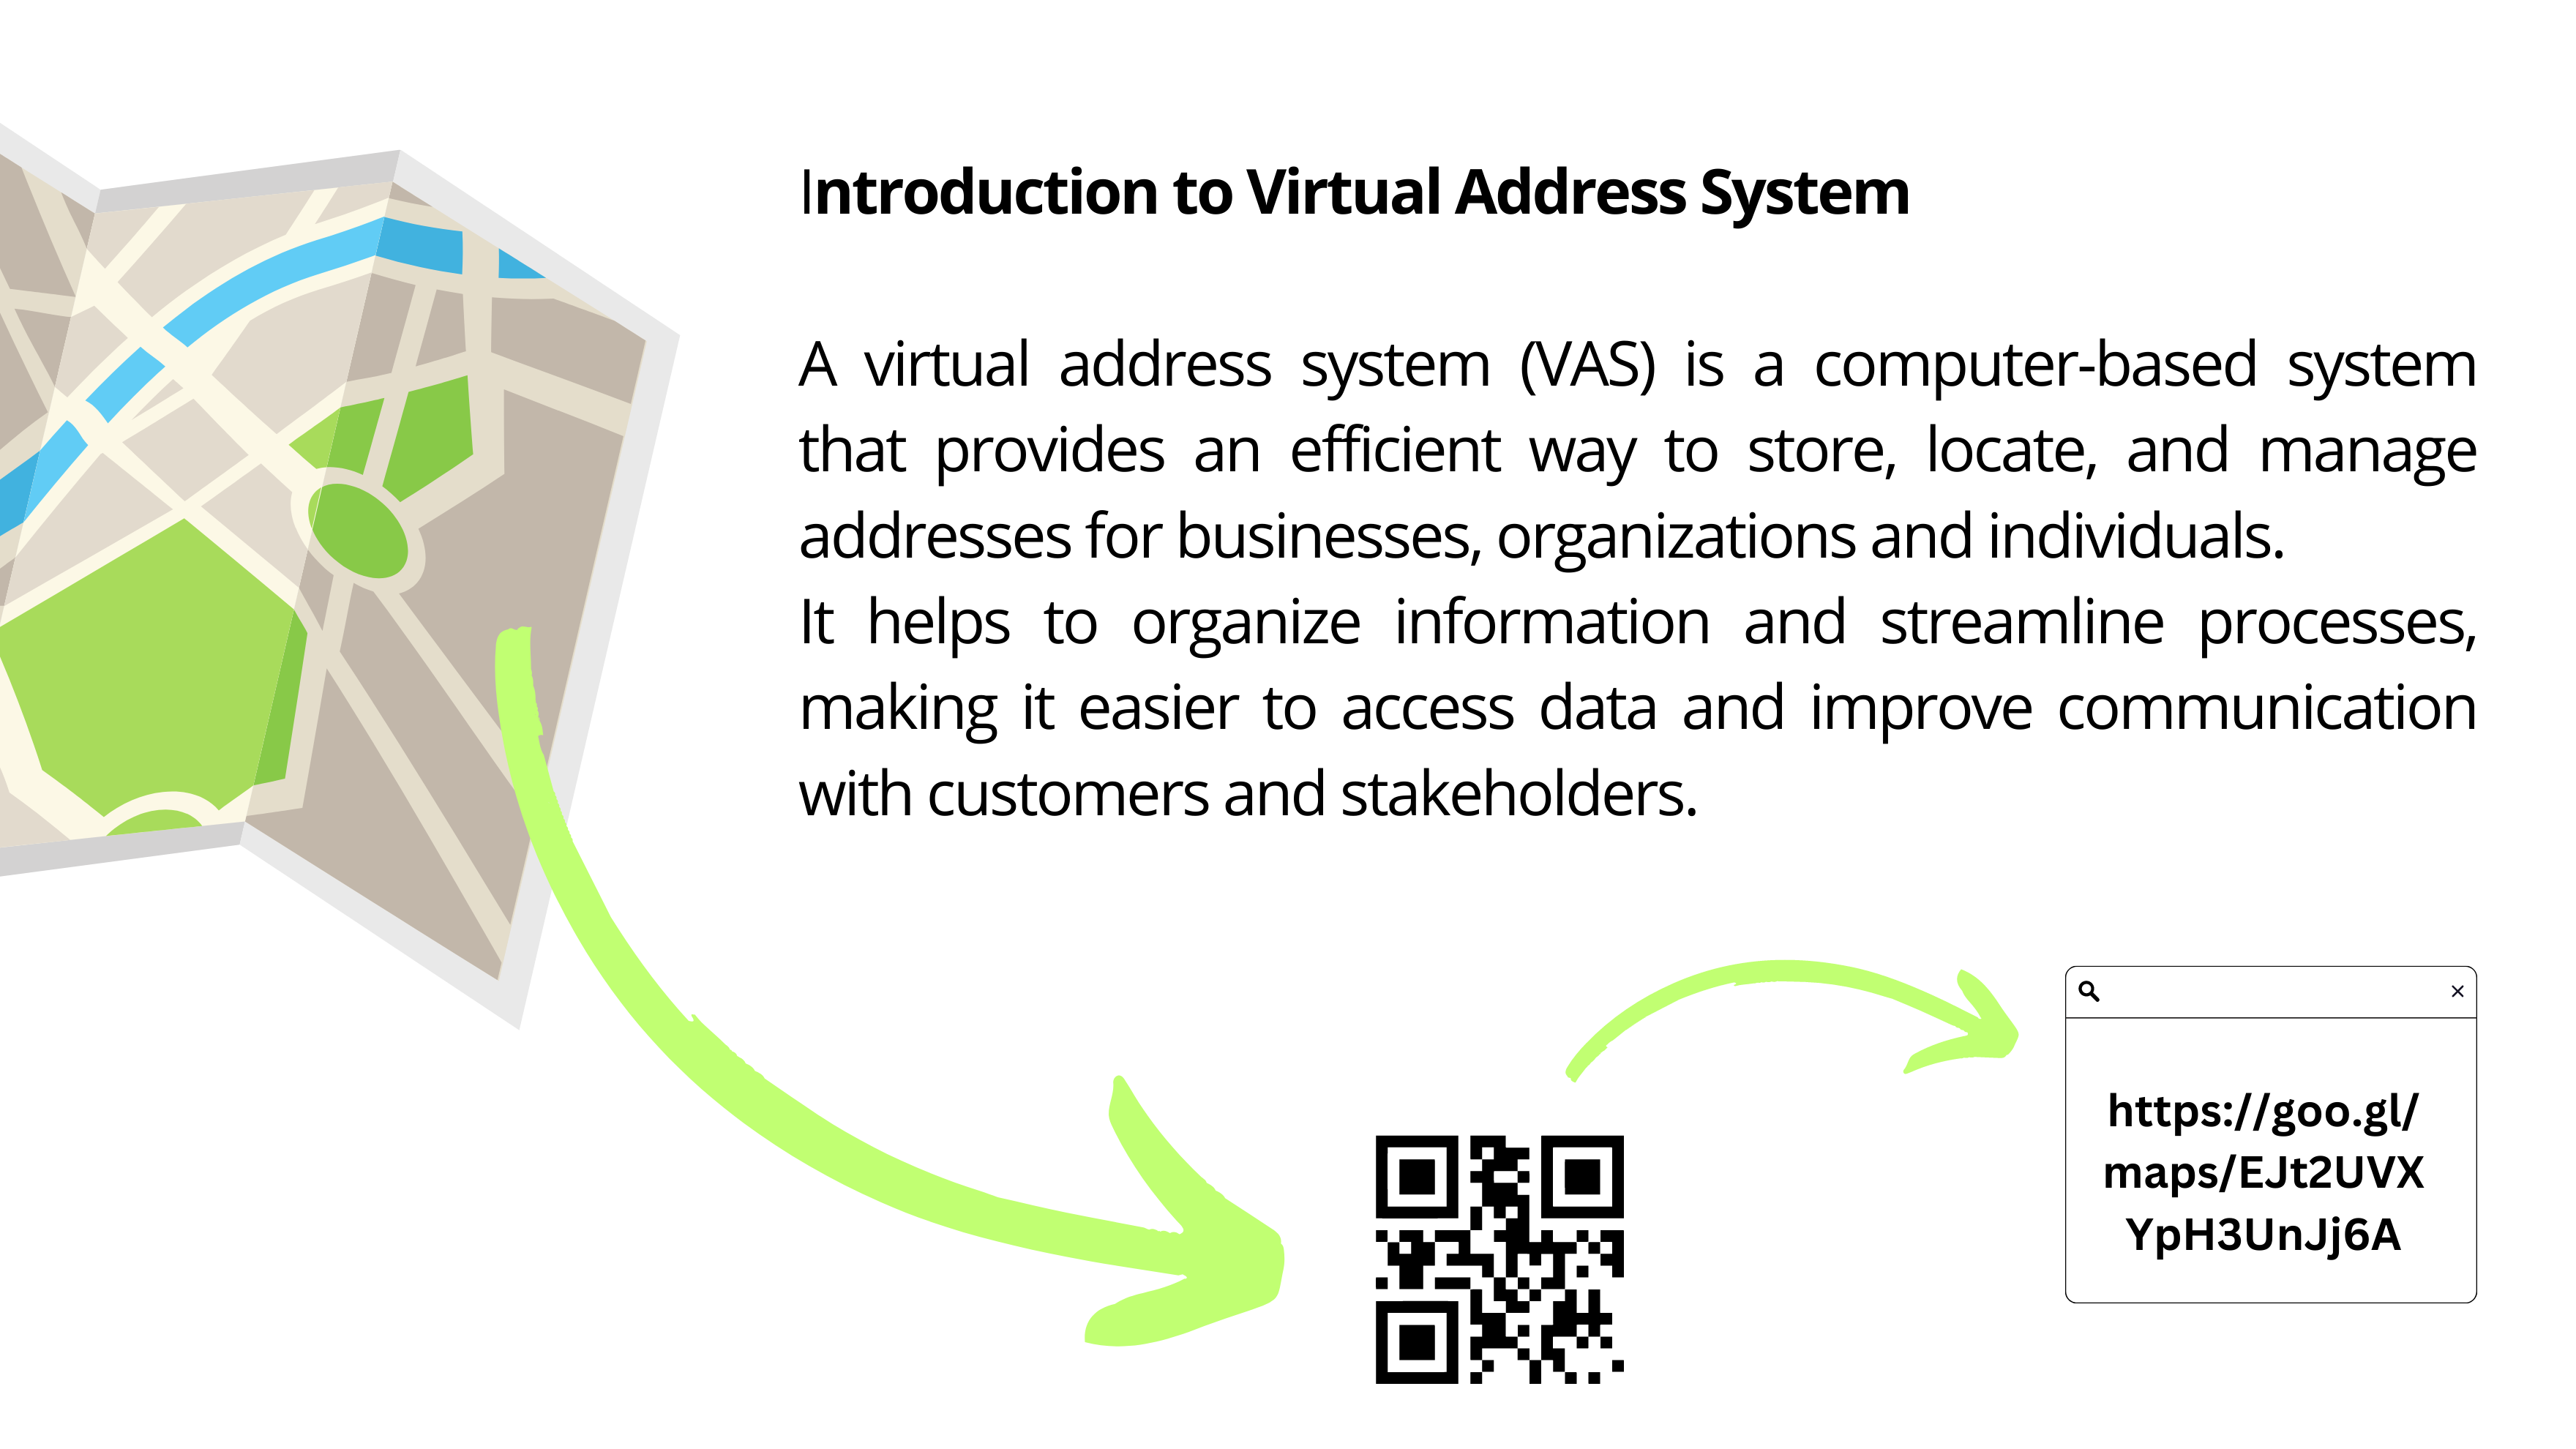 Introduction to Virtual Address System
A virtual address system (VAS) is a computer-based system
that provides an efficient way to store, locate, and manage
addresses for businesses, organizations and individuals.
It helps to organize information and streamline processes,
making it easier to access data and improve communication
with customers and stakeholders.
https://goo.gl/
maps/EJt2UVX
YpH3UnJj6A